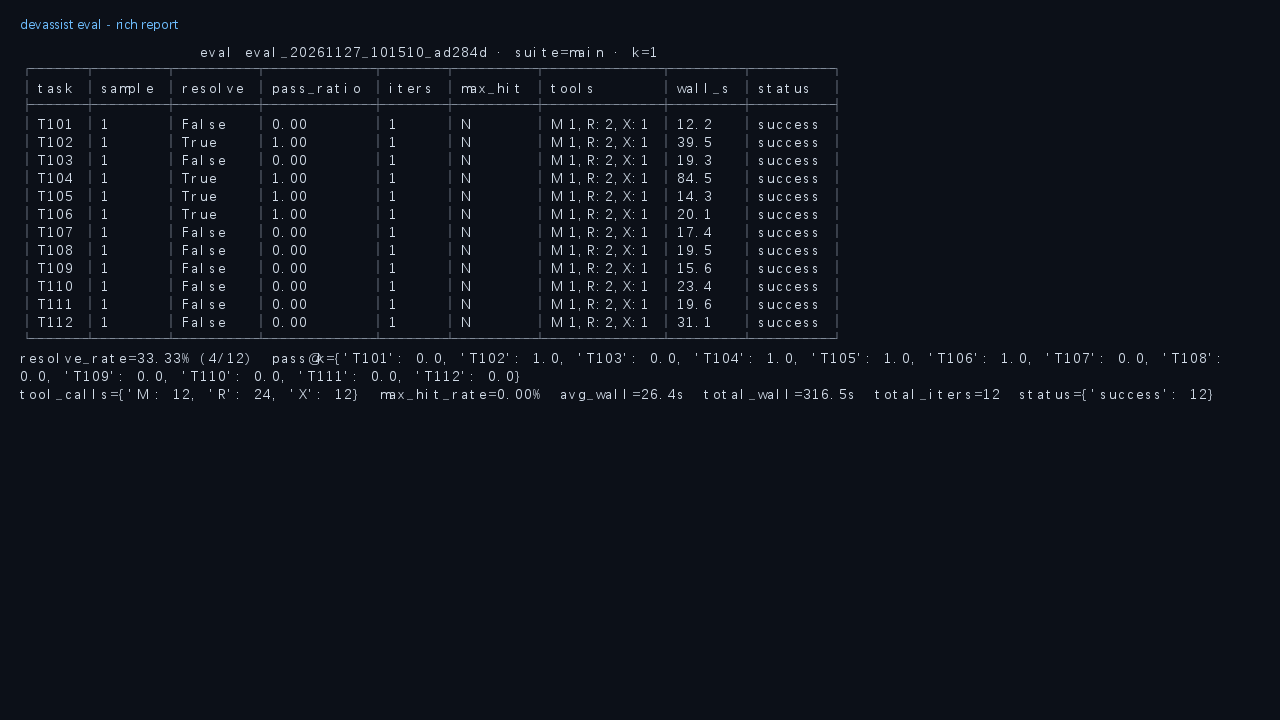 devassist eval - rich report
eval eval_20261127_101510_ad284d · suite=main · k=1
task sample resolve pass_ratio iters max_hit tools wall_s status
T101 1 False 0.00 1 N M:1, R:2, X:1 12.2 success
T102 1 True 1.00 1 N M:1, R:2, X:1 39.5 success
T103 1 False 0.00 1 N M:1, R:2, X:1 19.3 success
T104 1 True 1.00 1 N M:1, R:2, X:1 84.5 success
T105 1 True 1.00 1 N M:1, R:2, X:1 14.3 success
T106 1 True 1.00 1 N M:1, R:2, X:1 20.1 success
T107 1 False 0.00 1 N M:1, R:2, X:1 17.4 success
T108 1 False 0.00 1 N M:1, R:2, X:1 19.5 success
T109 1 False 0.00 1 N M:1, R:2, X:1 15.6 success
T110 1 False 0.00 1 N M:1, R:2, X:1 23.4 success
T111 1 False 0.00 1 N M:1, R:2, X:1 19.6 success
T112 1 False 0.00 1 N M:1, R:2, X:1 31.1 success
resolve_rate=33.33% (4/12) pass@k={'T101': 0.0, 'T102': 1.0, 'T103': 0.0, 'T104': 1.0, 'T105': 1.0, 'T106': 1.0, 'T107': 0.0, 'T108':
0.0, 'T109': 0.0, 'T110': 0.0, 'T111': 0.0, 'T112': 0.0}
tool_calls={'M': 12, 'R': 24, 'X': 12} max_hit_rate=0.00% avg_wall=26.4s total_wall=316.5s total_iters=12 status={'success': 12}